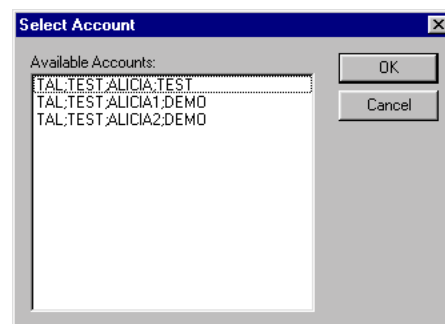 Select Account
Available Accounts:
OK
TAL;TEST;ALICIA;TEST
TAL;TEST;ALICIA1;DEMO
Cancel
TAL;TEST;ALICIA2;DEMO